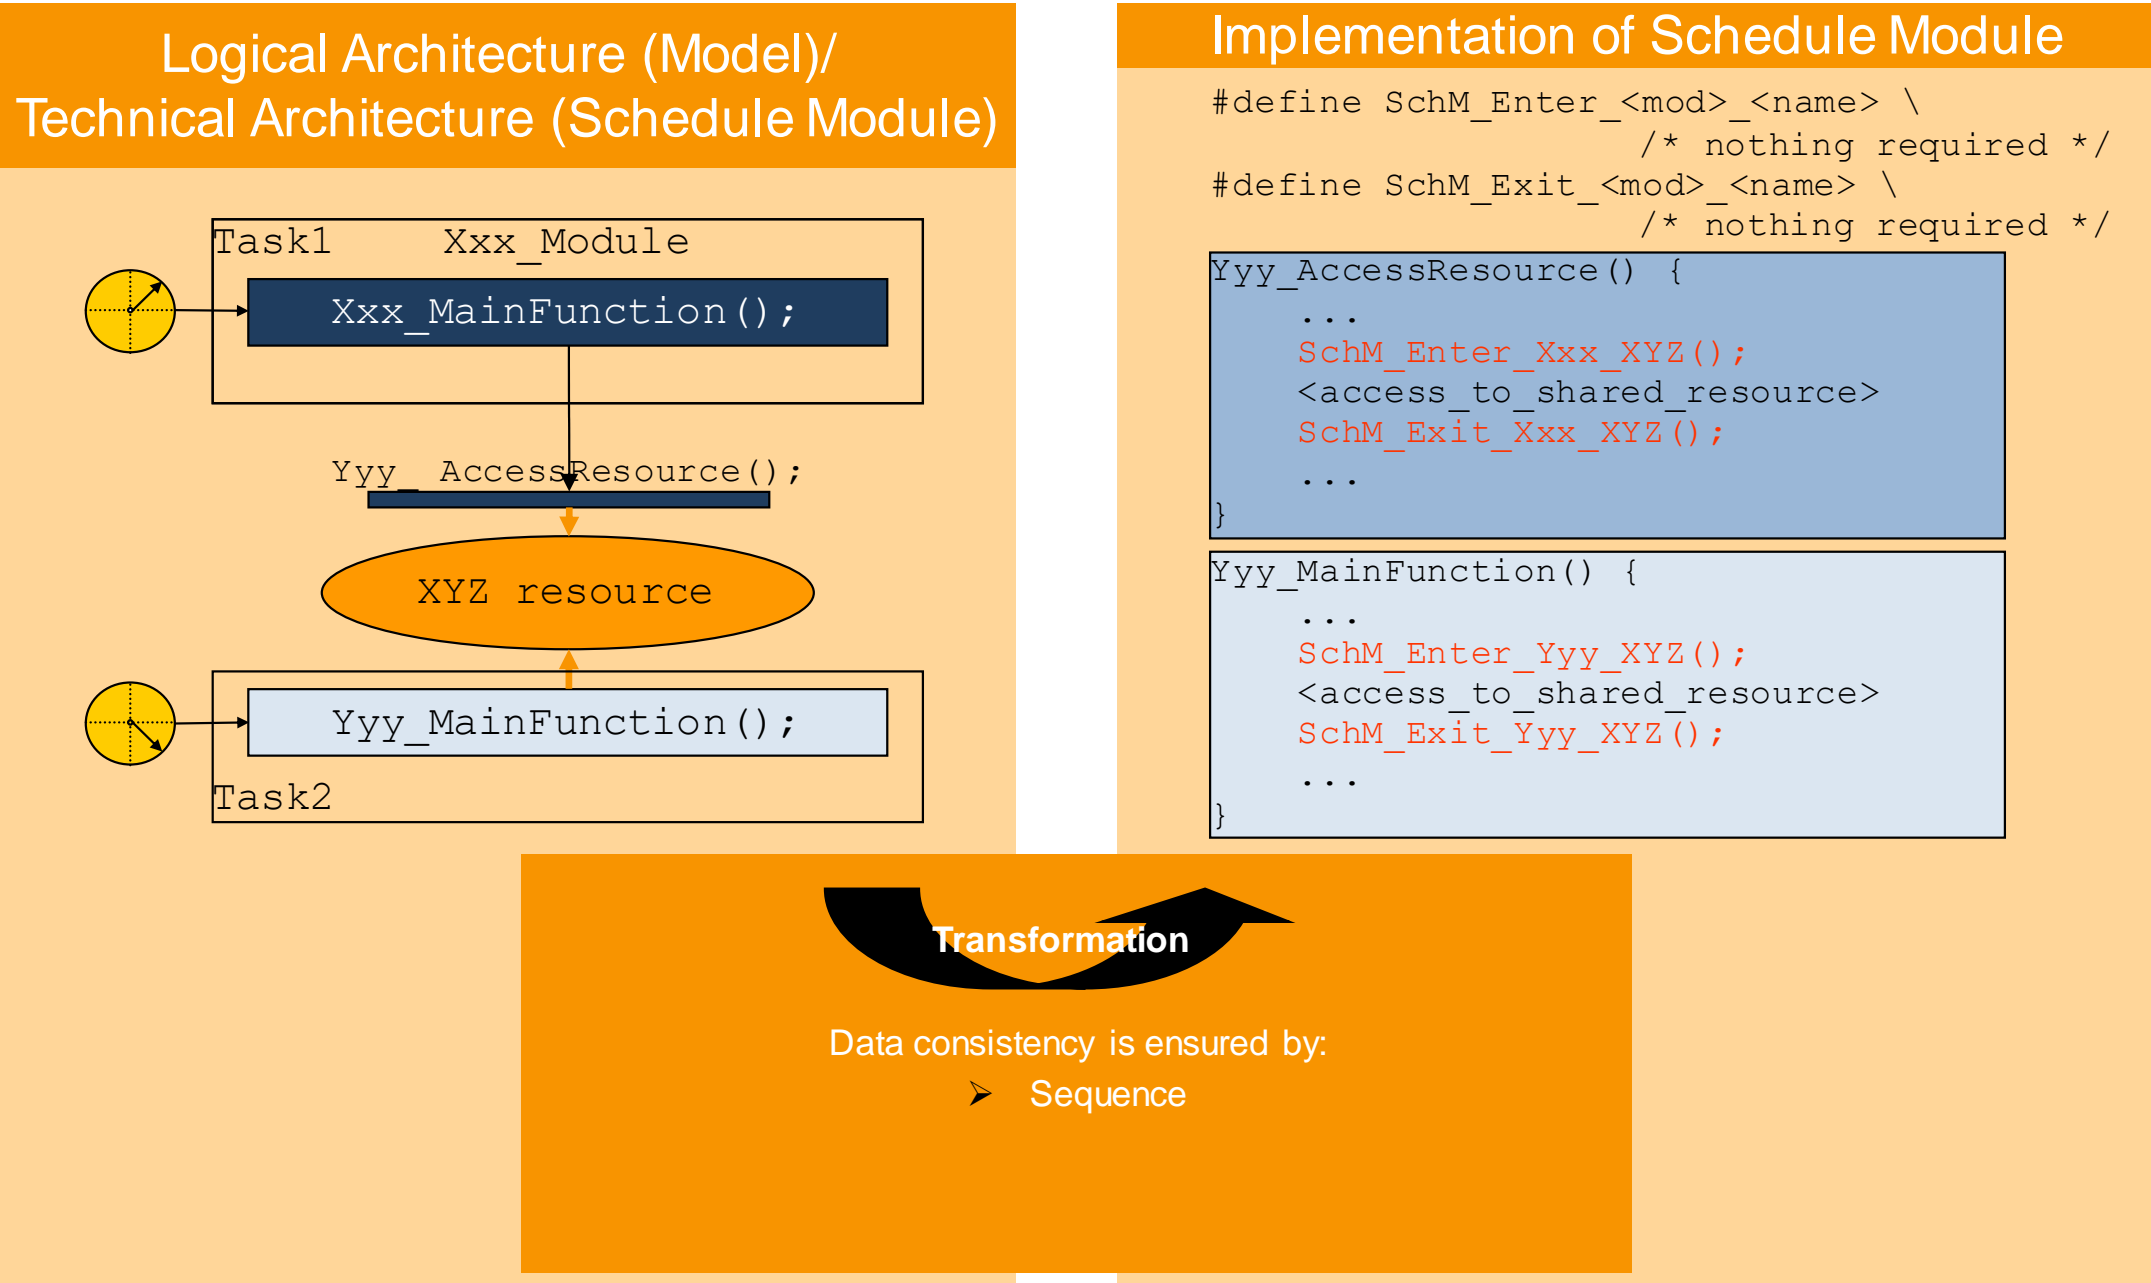 Logical Architecture (Model)/
Technical Architecture (Schedule Module)
Task1 Xxx_Module
Xxx_MainFunction();
Yyy_ AccessResource();
XYZ resource
Yyy_MainFunction();
Task2
Implementation of Schedule Module
#define SchM_Enter_<mod>_<name> \
/* nothing required */
#define SchM_Exit_<mod>_<name> \
/* nothing required */
Yyy_AccessResource() {
...
SchM_Enter_Xxx_XYZ();
<access_to_shared_resource>
SchM_Exit_Xxx_XYZ();
...
}
Yyy_MainFunction() {
...
SchM_Enter_Yyy_XYZ();
<access_to_shared_resource>
SchM_Exit_Yyy_XYZ();
...
}
Transformation
Data consistency is ensured by:
➢ Sequence